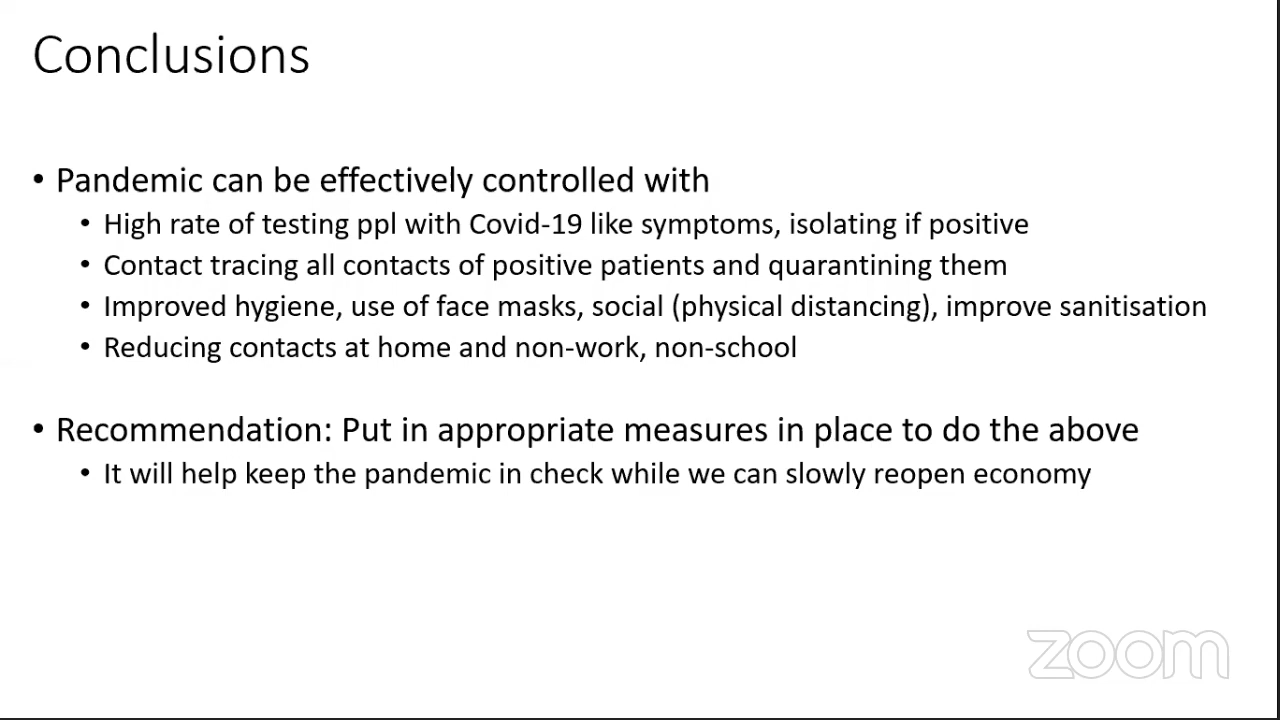 Conclusions
• Pandemic can be effectively controlled with
• High rate of testing ppl with Covid-19 like symptoms, isolating if positive
• Contact tracing all contacts of positive patients and quarantining them
• Improved hygiene, use of face masks, social (physical distancing), improve sanitisation
• Reducing contacts at home and non-work, non-school
• Recommendation: Put in appropriate measures in place to do the above
• It will help keep the pandemic in check while we can slowly reopen economy
zoom